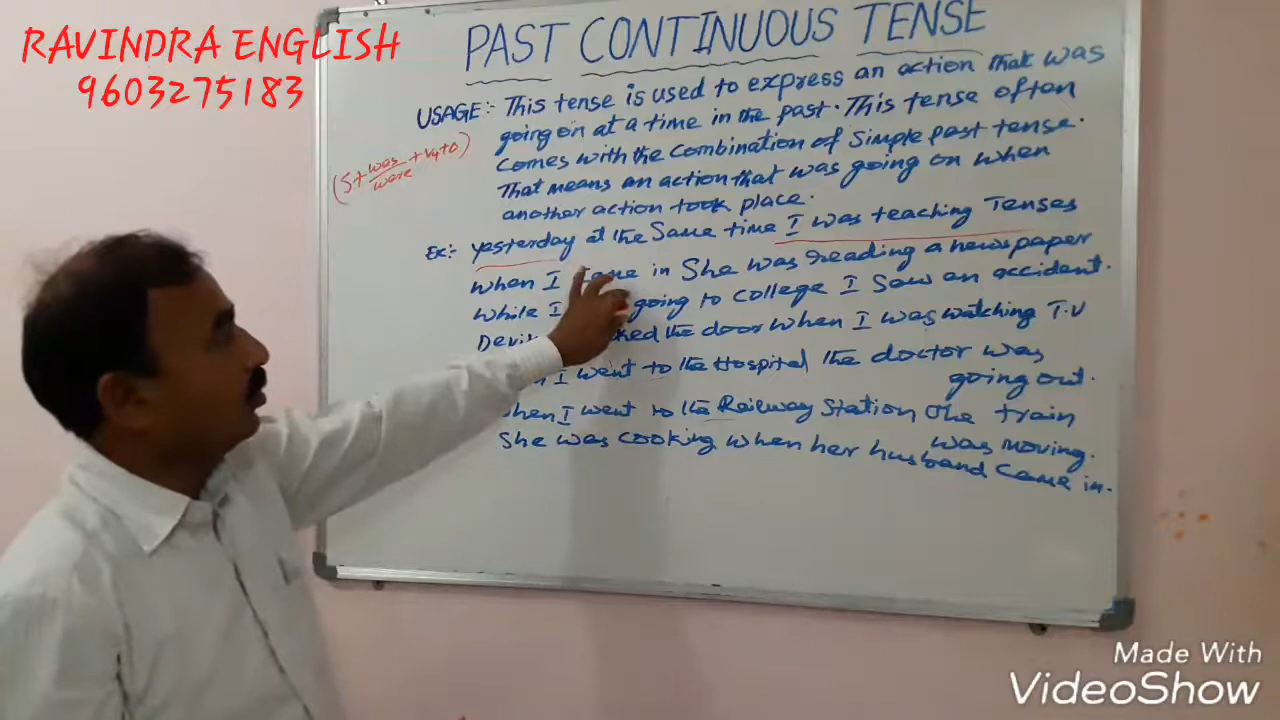 RAVINDRA ENGLISH
9603275183
PAST CONTINUOUS TENSE
USAGE:- This tense is used to express an action that was
going on at a time in the past. This tense often
comes with the combination of Simple past tense.
That means an action that was going on when
another action took place.
(S+ was/were + V4+O)
Ex:- Yesterday at the Same time I was teaching Tenses
when I came in She was reading a newspaper
while I going to college I Saw an accident.
the door when I was watching T.V
I went to the Hospital the doctor was
going out.
when I went to the Railway Station the train
was moving.
She was cooking when her husband came in.
Made With
VideoShow